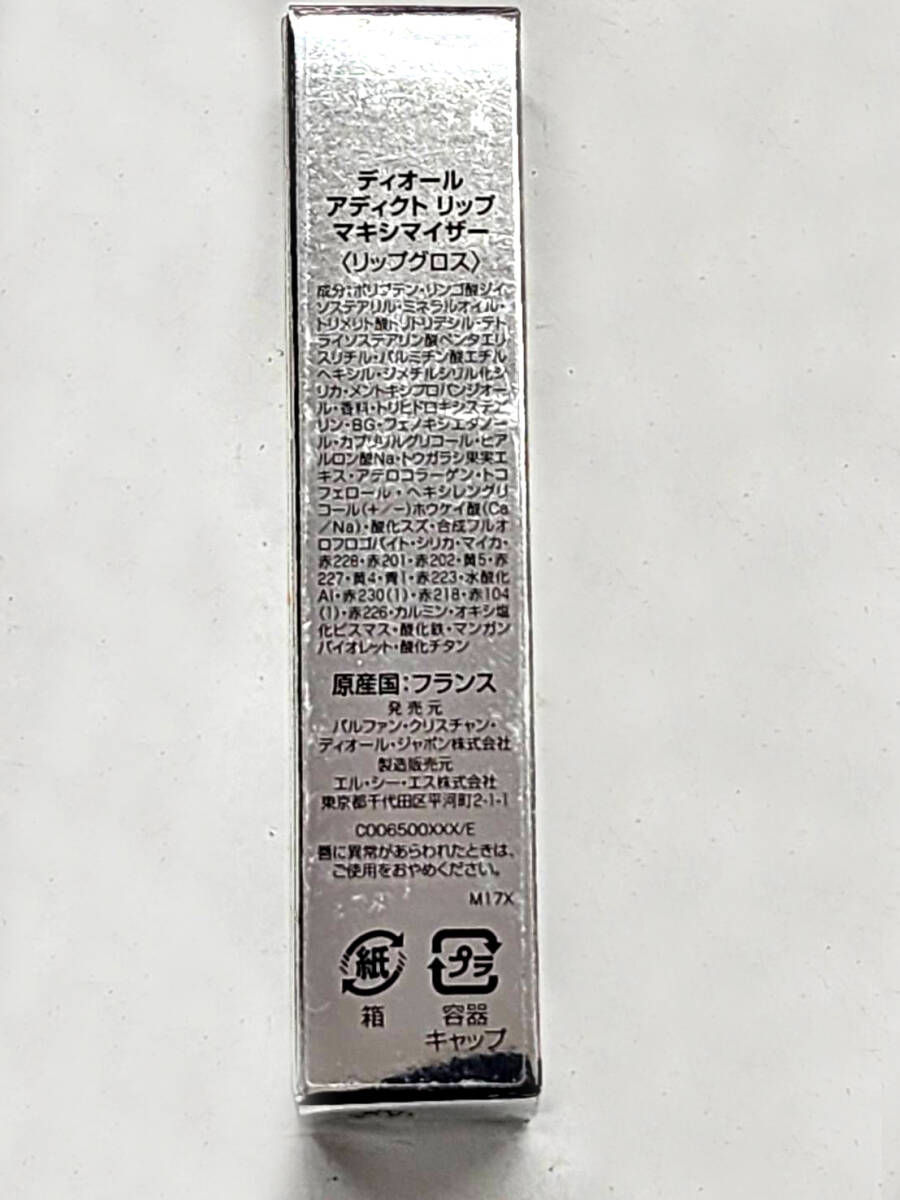 ディオール
アディクト リップ
マキシマイザー
〈リップグロス〉
成分：ポリブテン・リンゴ酸ジイ
ソステアリル・ミネラルオイル・
トリメリト酸トリトリデシル・テト
ライソステアリン酸ペンタエリ
スリチル・パルミチン酸エチル
ヘキシル・ジメチルシリル化シ
リカ・メントキシプロパンジオー
ル・香料・トリヒドロキシステア
リン・BG・フェノキシエタノー
ル・カプリリルグリコール・ヒア
ルロン酸Na・トウガラシ果実エ
キス・アテロコラーゲン・トコ
フェロール・ヘキシレングリ
コール(+/−)ホウケイ酸(Ca
/Na)・酸化スズ・合成フルオ
ロフロゴパイト・シリカ・マイカ・
赤228・赤201・赤202・黄5・赤
227・黄4・青1・赤223・水酸化
Al・赤230(1)・赤218・赤104
(1)・赤226・カルミン・オキシ塩
化ビスマス・酸化鉄・マンガン
バイオレット・酸化チタン
原産国：フランス
発売元
パルファン・クリスチャン・
ディオール・ジャポン株式会社
製造販売元
エル・シー・エス株式会社
東京都千代田区平河町2-1-1
C006500XXX/E
唇に異常があらわれたときは、
ご使用をおやめください。
M17X
紙 プラ
箱 容器
キャップ